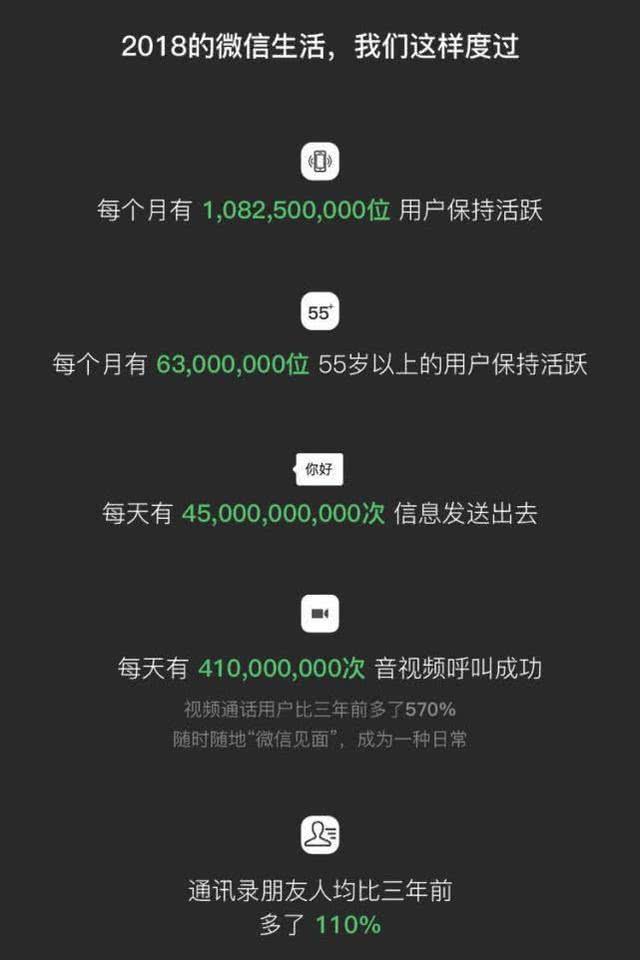 2018的微信生活，我们这样度过
每个月有 1,082,500,000位 用户保持活跃
55+
每个月有 63,000,000位 55岁以上的用户保持活跃
你好
每天有 45,000,000,000次 信息发送出去
每天有 410,000,000次 音视频呼叫成功
视频通话用户比三年前多了570%
随时随地“微信见面”，成为一种日常
通讯录朋友人均比三年前
多了 110%